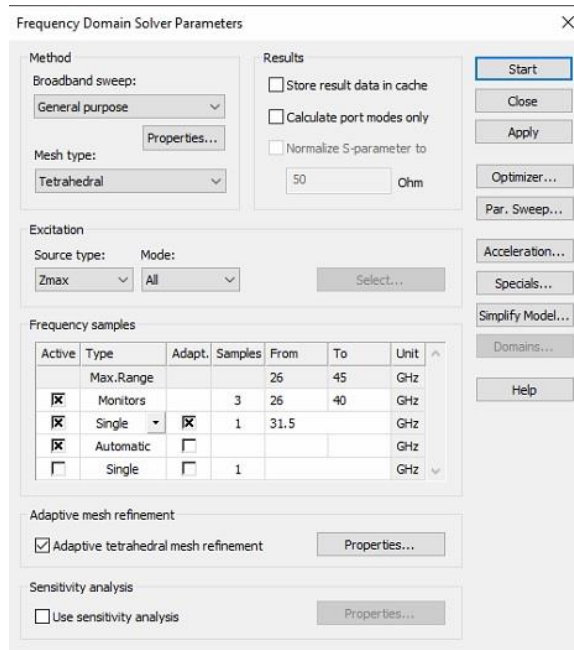 Frequency Domain Solver Parameters
Method
Broadband sweep:
General purpose
Properties...
Mesh type:
Tetrahedral
Results
Store result data in cache
Calculate port modes only
Normalize S-parameter to
50 Ohm
Start
Close
Apply
Optimizer...
Par. Sweep...
Acceleration...
Specials...
Simplify Model...
Domains...
Help
Excitation
Source type: Mode:
Zmax All Select...
Frequency samples
Active Type Adapt. Samples From To Unit
Max.Range 26 45 GHz
Monitors 3 26 40 GHz
Single 1 31.5 GHz
Automatic GHz
Single 1 GHz
Adaptive mesh refinement
Adaptive tetrahedral mesh refinement Properties...
Sensitivity analysis
Use sensitivity analysis Properties...